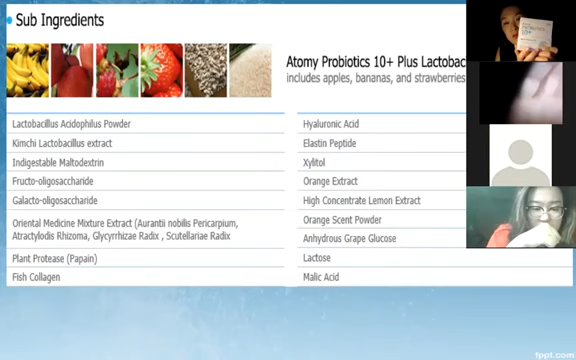 Sub Ingredients
Atomy Probiotics 10+ Plus Lactobac
includes apples, bananas, and strawberries
Lactobacillus Acidophilus Powder
Kimchi Lactobacillus extract
Indigestable Maltodextrin
Fructo-oligosaccharide
Galacto-oligosaccharide
Oriental Medicine Mixture Extract (Aurantii nobilis Pericarpium,
Atractylodis Rhizoma, Glycyrrhizae Radix , Scutellariae Radix
Plant Protease (Papain)
Fish Collagen
Hyaluronic Acid
Elastin Peptide
Xylitol
Orange Extract
High Concentrate Lemon Extract
Orange Scent Powder
Anhydrous Grape Glucose
Lactose
Malic Acid
fppt.com